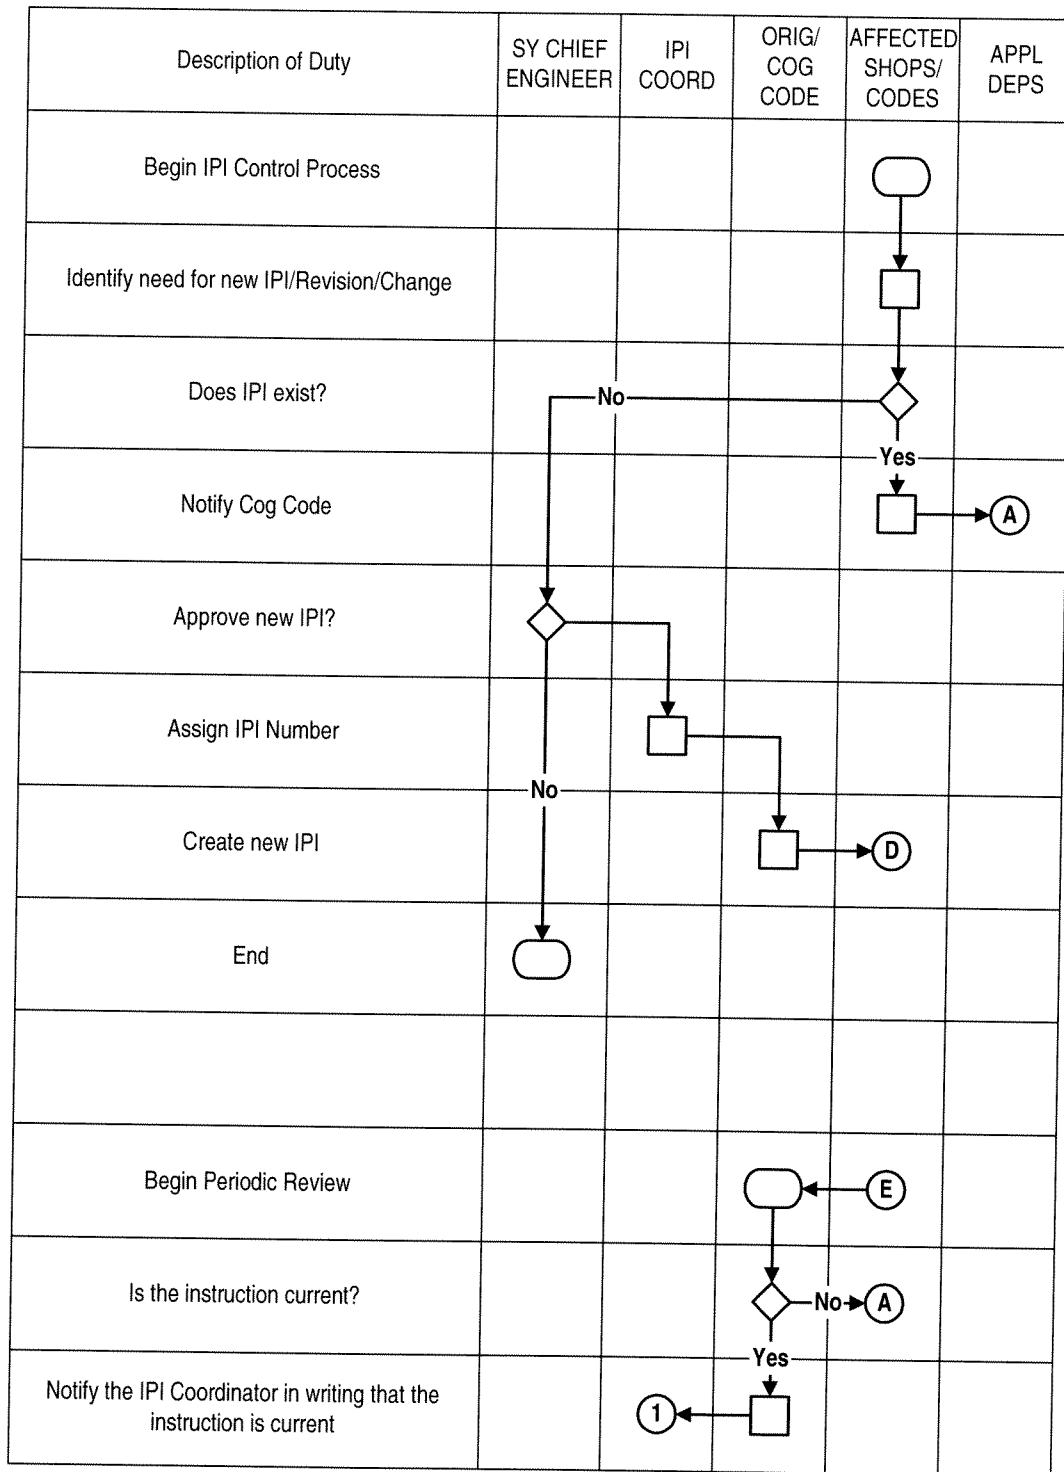 Description of Duty
SY CHIEF
ENGINEER
IPI
COORD
ORIG/
COG
CODE
AFFECTED
SHOPS/
CODES
APPL
DEPS
Begin IPI Control Process
Identify need for new IPI/Revision/Change
Does IPI exist?
No
Yes
Notify Cog Code
A
Approve new IPI?
Assign IPI Number
No
Create new IPI
D
End
Begin Periodic Review
E
Is the instruction current?
No
A
Yes
Notify the IPI Coordinator in writing that the
instruction is current
1